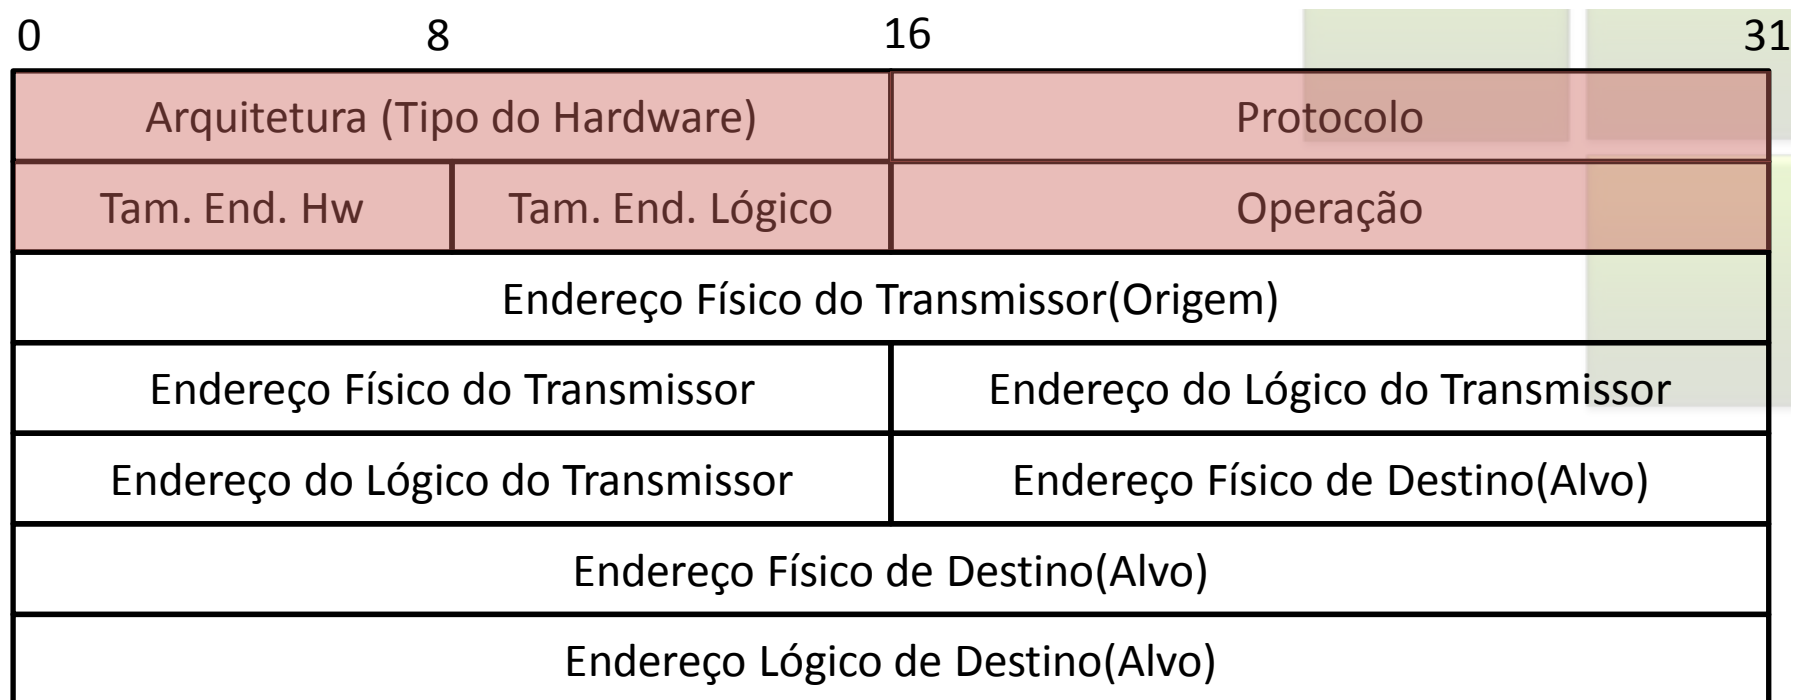 0 8 16 31
Arquitetura (Tipo do Hardware) Protocolo
Tam. End. Hw Tam. End. Lógico Operação
Endereço Físico do Transmissor(Origem)
Endereço Físico do Transmissor Endereço do Lógico do Transmissor
Endereço do Lógico do Transmissor Endereço Físico de Destino(Alvo)
Endereço Físico de Destino(Alvo)
Endereço Lógico de Destino(Alvo)